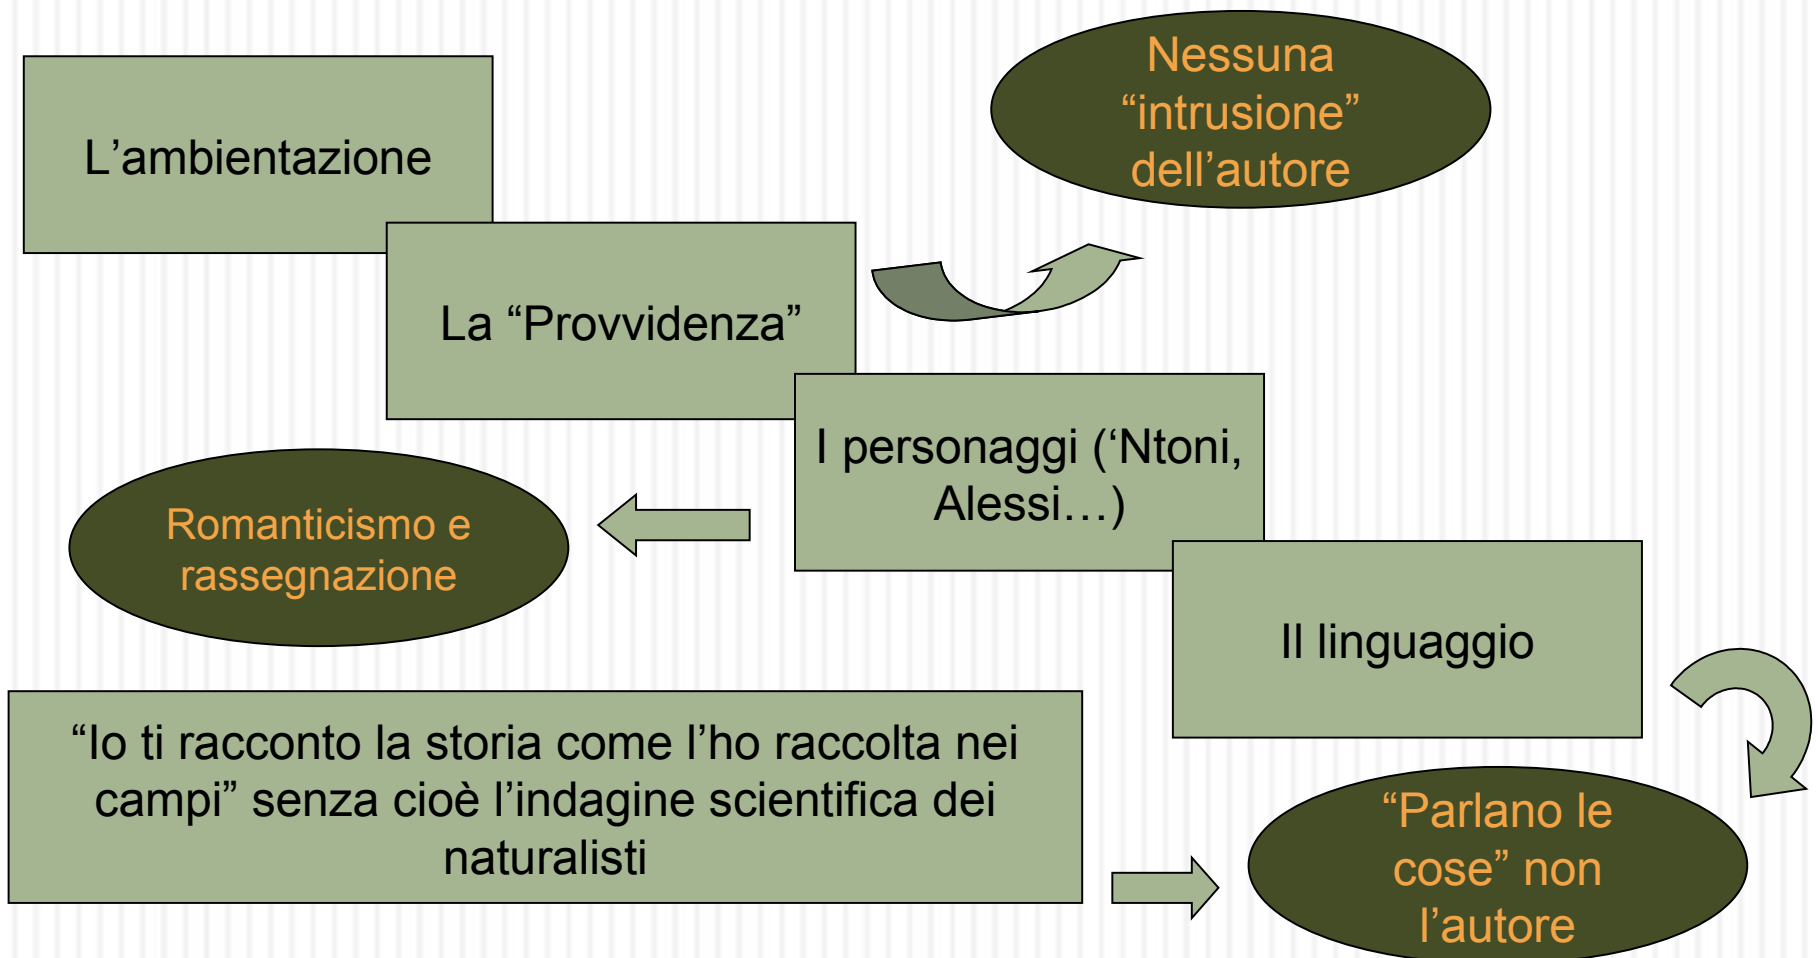 L’ambientazione
Nessuna
“intrusione”
dell’autore
La “Provvidenza”
I personaggi (‘Ntoni,
Alessi…)
Romanticismo e
rassegnazione
Il linguaggio
“Io ti racconto la storia come l’ho raccolta nei
campi” senza cioè l’indagine scientifica dei
naturalisti
“Parlano le
cose” non
l’autore